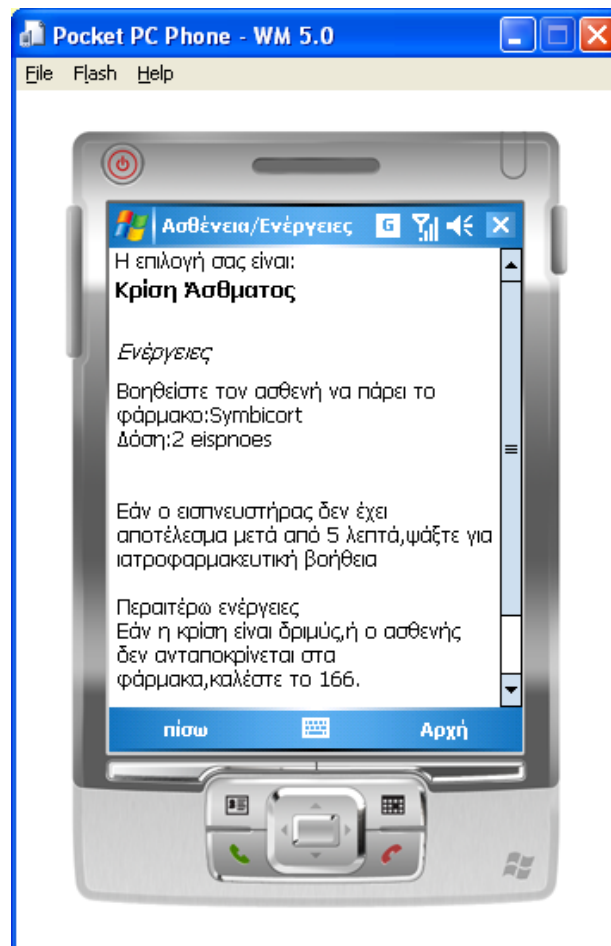 Pocket PC Phone - WM 5.0
File Flash Help
Ασθένεια/Ενέργειες G
Η επιλογή σας είναι:
Κρίση Άσθματος
Ενέργειες
Βοηθείστε τον ασθενή να πάρει το
φάρμακο:Symbicort
Δόση:2 eispnoes
Εάν ο εισπνευστήρας δεν έχει
αποτέλεσμα μετά από 5 λεπτά,ψάξτε για
ιατροφαρμακευτική βοήθεια
Περαιτέρω ενέργειες
Εάν η κρίση είναι δριμύς,ή ο ασθενής
δεν ανταποκρίνεται στα
φάρμακα,καλέστε το 166.
πίσω Αρχή